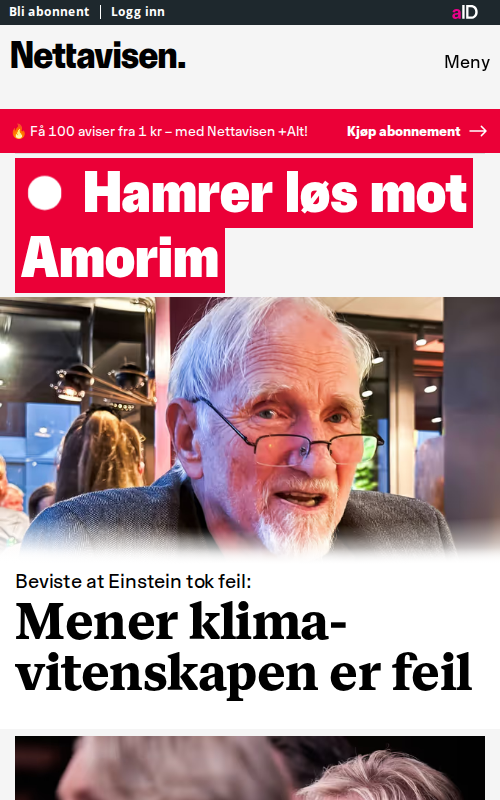 Bli abonnent | Logg inn
aID
Nettavisen.
Meny
🔥 Få 100 aviser fra 1 kr – med Nettavisen +Alt!
Kjøp abonnement →
Hamrer løs mot
Amorim
Beviste at Einstein tok feil:
Mener klima-
vitenskapen er feil